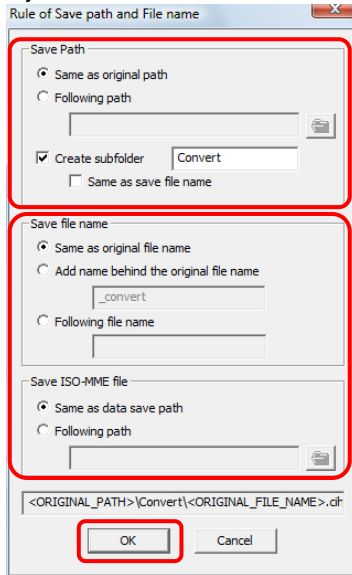 Rule of Save path and File name
Save Path
Same as original path
Following path
Create subfolder Convert
Same as save file name
Save file name
Same as original file name
Add name behind the original file name
_convert
Following file name
Save ISO-MME file
Same as data save path
Following path
<ORIGINAL_PATH>\Convert\<ORIGINAL_FILE_NAME>.cih
OK Cancel